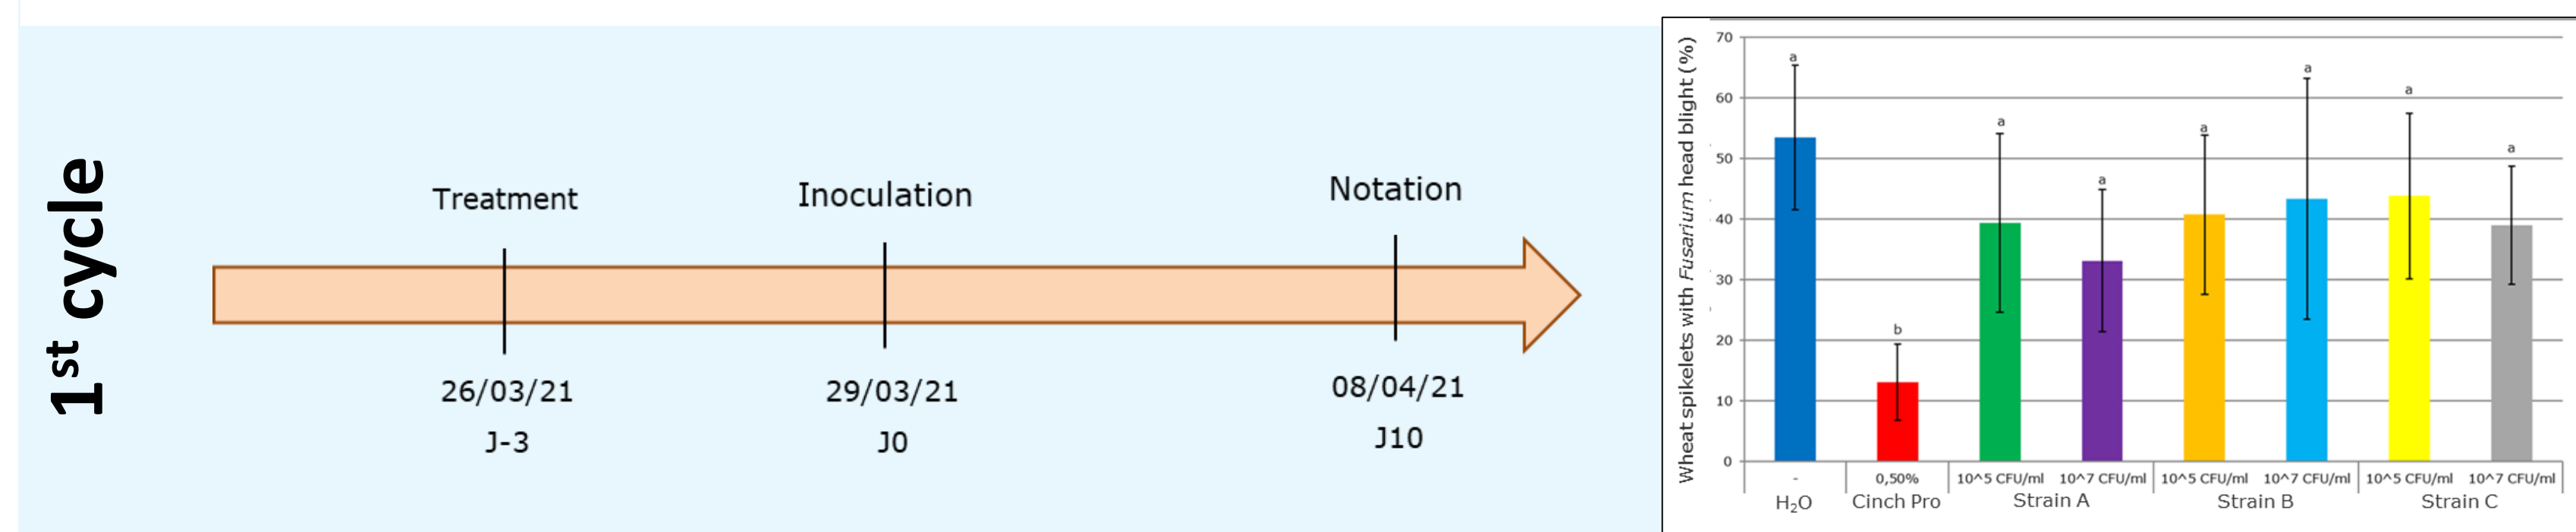 1st cycle
Treatment
Inoculation
Notation
26/03/21
29/03/21
08/04/21
J-3
J0
J10
Wheat spikelets with Fusarium head blight (%)
70
60
50
40
30
20
10
0
a
b
a
a
a
a
a
a
-
0,50%
10^5 CFU/ml
10^7 CFU/ml
10^5 CFU/ml
10^7 CFU/ml
10^5 CFU/ml
10^7 CFU/ml
H₂O
Cinch Pro
Strain A
Strain B
Strain C